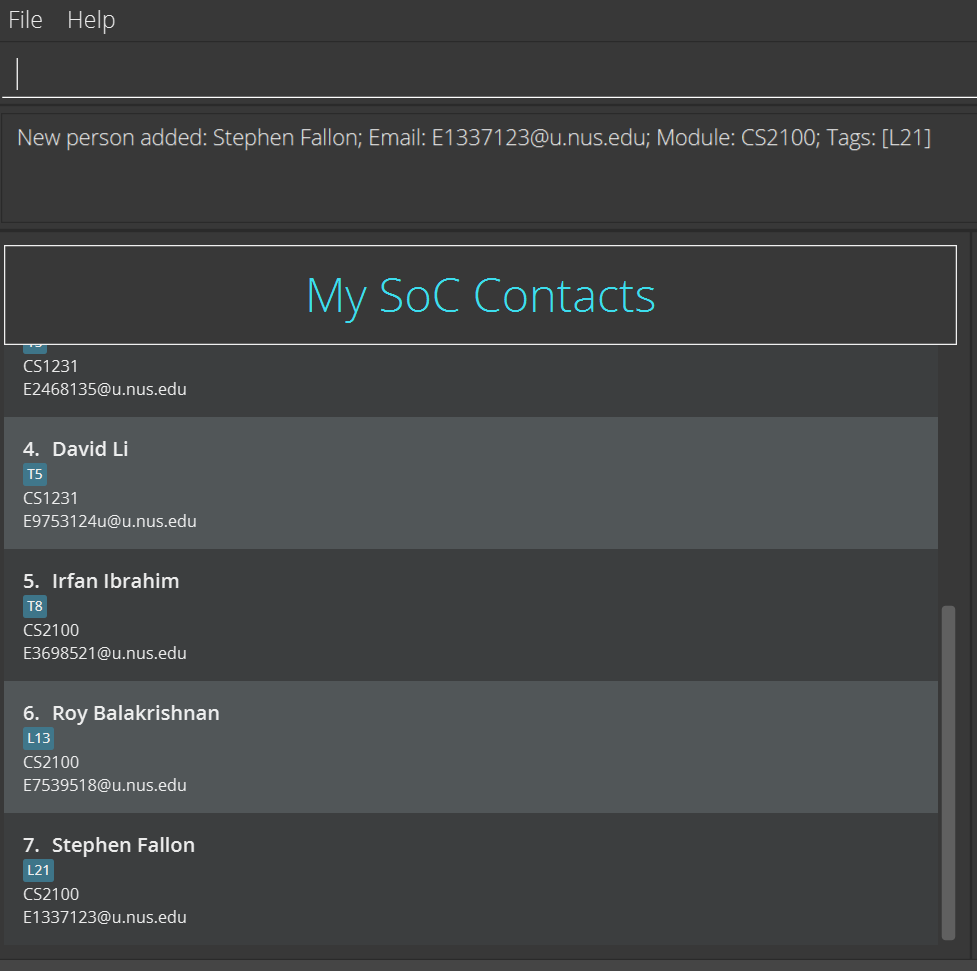 File Help
New person added: Stephen Fallon; Email: E1337123@u.nus.edu; Module: CS2100; Tags: [L21]
My SoC Contacts
CS1231
E2468135@u.nus.edu
4. David Li
T5
CS1231
E9753124u@u.nus.edu
5. Irfan Ibrahim
T8
CS2100
E3698521@u.nus.edu
6. Roy Balakrishnan
L13
CS2100
E7539518@u.nus.edu
7. Stephen Fallon
L21
CS2100
E1337123@u.nus.edu